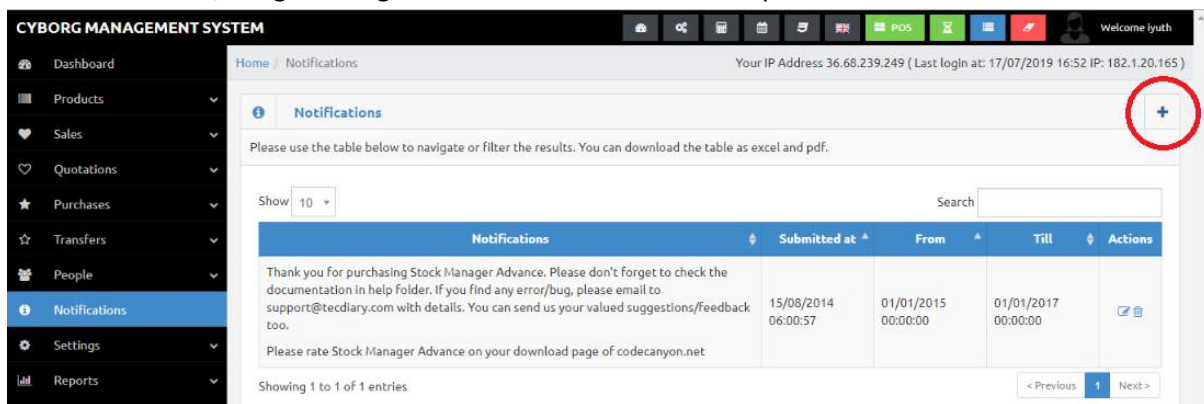 CYBORG MANAGEMENT SYSTEM
POS
Welcome iyuth
Dashboard
Home / Notifications
Your IP Address 36.68.239.249 ( Last login at: 17/07/2019 16:52 IP: 182.1.20.165 )
Products
Sales
Quotations
Purchases
Transfers
People
Notifications
Settings
Reports
Notifications
+
Please use the table below to navigate or filter the results. You can download the table as excel and pdf.
Show 10
Search
Notifications Submitted at From Till Actions
Thank you for purchasing Stock Manager Advance. Please don't forget to check the
documentation in help folder. If you find any error/bug, please email to
support@tecdiary.com with details. You can send us your valued suggestions/feedback
too.
Please rate Stock Manager Advance on your download page of codecanyon.net
15/08/2014
06:00:57
01/01/2015
00:00:00
01/01/2017
00:00:00
Showing 1 to 1 of 1 entries
< Previous 1 Next >